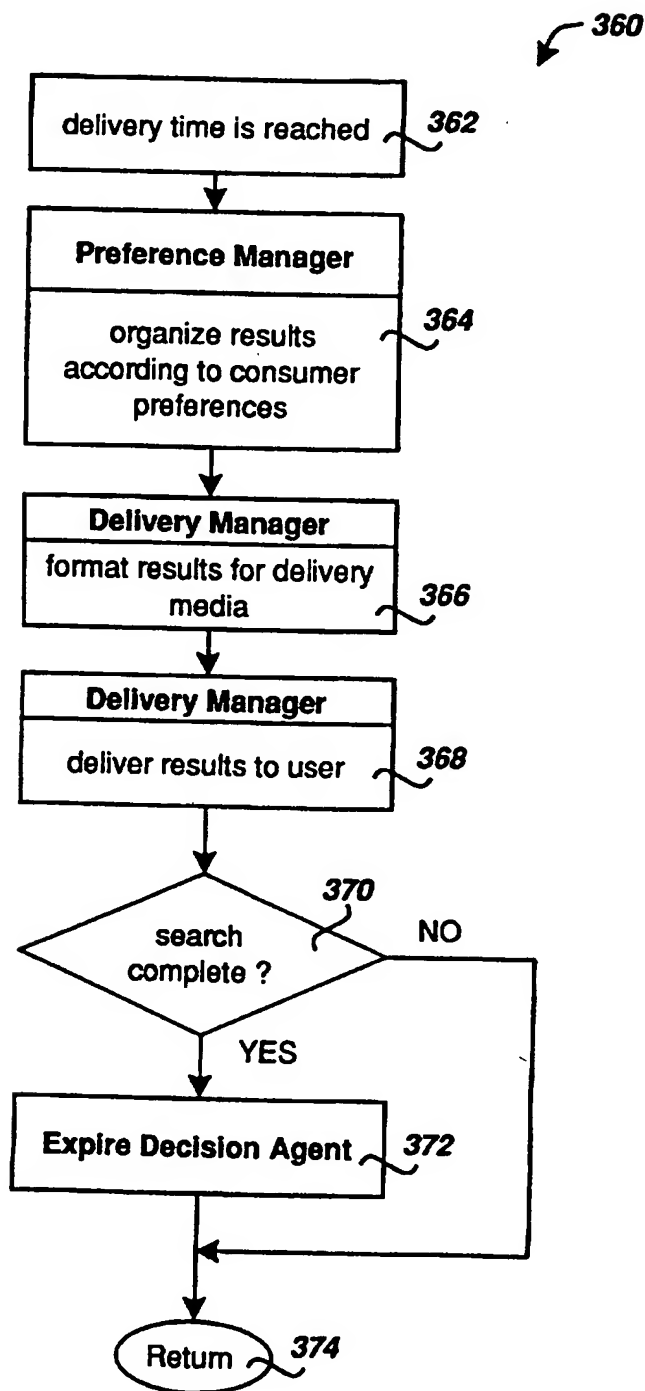 360
delivery time is reached
362
Preference Manager
organize results
according to consumer
preferences
364
Delivery Manager
format results for delivery
media
366
Delivery Manager
deliver results to user
368
370
search
complete ?
NO
YES
Expire Decision Agent
372
Return
374